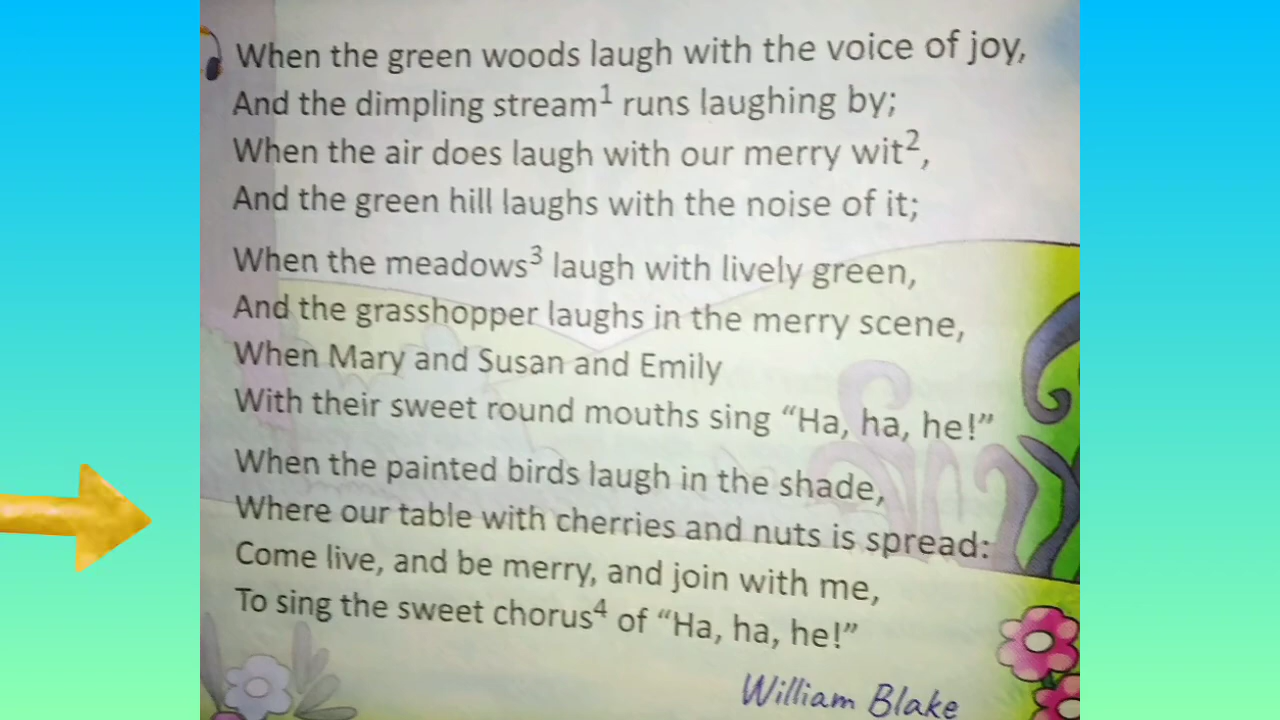 When the green woods laugh with the voice of joy,
And the dimpling stream¹ runs laughing by;
When the air does laugh with our merry wit²,
And the green hill laughs with the noise of it;
When the meadows³ laugh with lively green,
And the grasshopper laughs in the merry scene,
When Mary and Susan and Emily
With their sweet round mouths sing “Ha, ha, he!”
When the painted birds laugh in the shade,
Where our table with cherries and nuts is spread:
Come live, and be merry, and join with me,
To sing the sweet chorus⁴ of “Ha, ha, he!”
William Blake